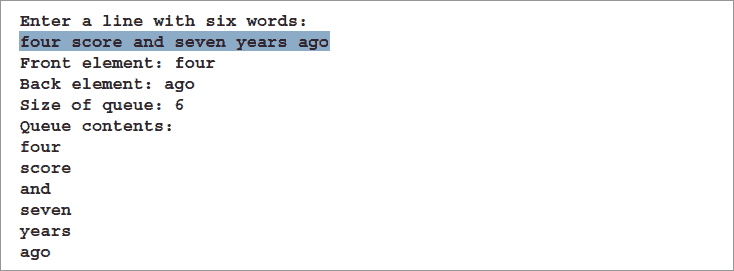 Enter a line with six words:
four score and seven years ago
Front element: four
Back element: ago
Size of queue: 6
Queue contents:
four
score
and
seven
years
ago